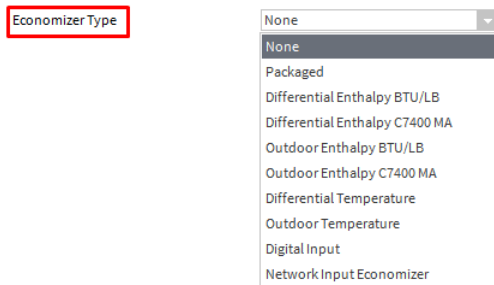 Economizer Type
None
None
Packaged
Differential Enthalpy BTU/LB
Differential Enthalpy C7400 MA
Outdoor Enthalpy BTU/LB
Outdoor Enthalpy C7400 MA
Differential Temperature
Outdoor Temperature
Digital Input
Network Input Economizer